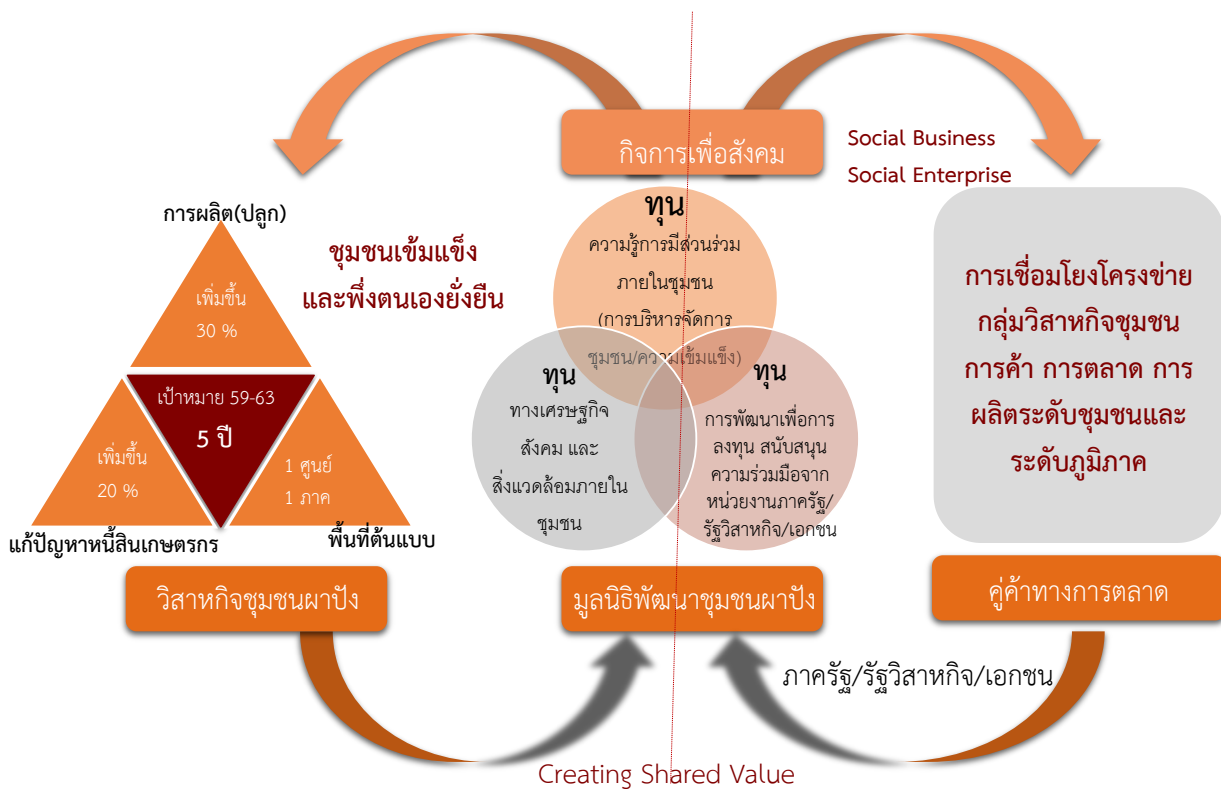 กิจการเพื่อสังคม
Social Business
Social Enterprise
การผลิต(ปลูก)
เพิ่มขึ้น
30 %
เป้าหมาย 59-63
5 ปี
เพิ่มขึ้น
20 %
1 ศูนย์
1 ภาค
แก้ปัญหาหนี้สินเกษตรกร
พื้นที่ต้นแบบ
ชุมชนเข้มแข็ง
และพึ่งตนเองยั่งยืน
ทุน
ความรู้การมีส่วนร่วม
ภายในชุมชน
(การบริหารจัดการ
ชุมชน/ความเข้มแข็ง)
ทุน
ทางเศรษฐกิจ
สังคม และ
สิ่งแวดล้อมภายใน
ชุมชน
ทุน
การพัฒนาเพื่อการ
ลงทุน สนับสนุน
ความร่วมมือจาก
หน่วยงานภาครัฐ/
รัฐวิสาหกิจ/เอกชน
การเชื่อมโยงโครงข่าย
กลุ่มวิสาหกิจชุมชน
การค้า การตลาด การ
ผลิตระดับชุมชนและ
ระดับภูมิภาค
วิสาหกิจชุมชนผาปัง
มูลนิธิพัฒนาชุมชนผาปัง
คู่ค้าทางการตลาด
ภาครัฐ/รัฐวิสาหกิจ/เอกชน
Creating Shared Value